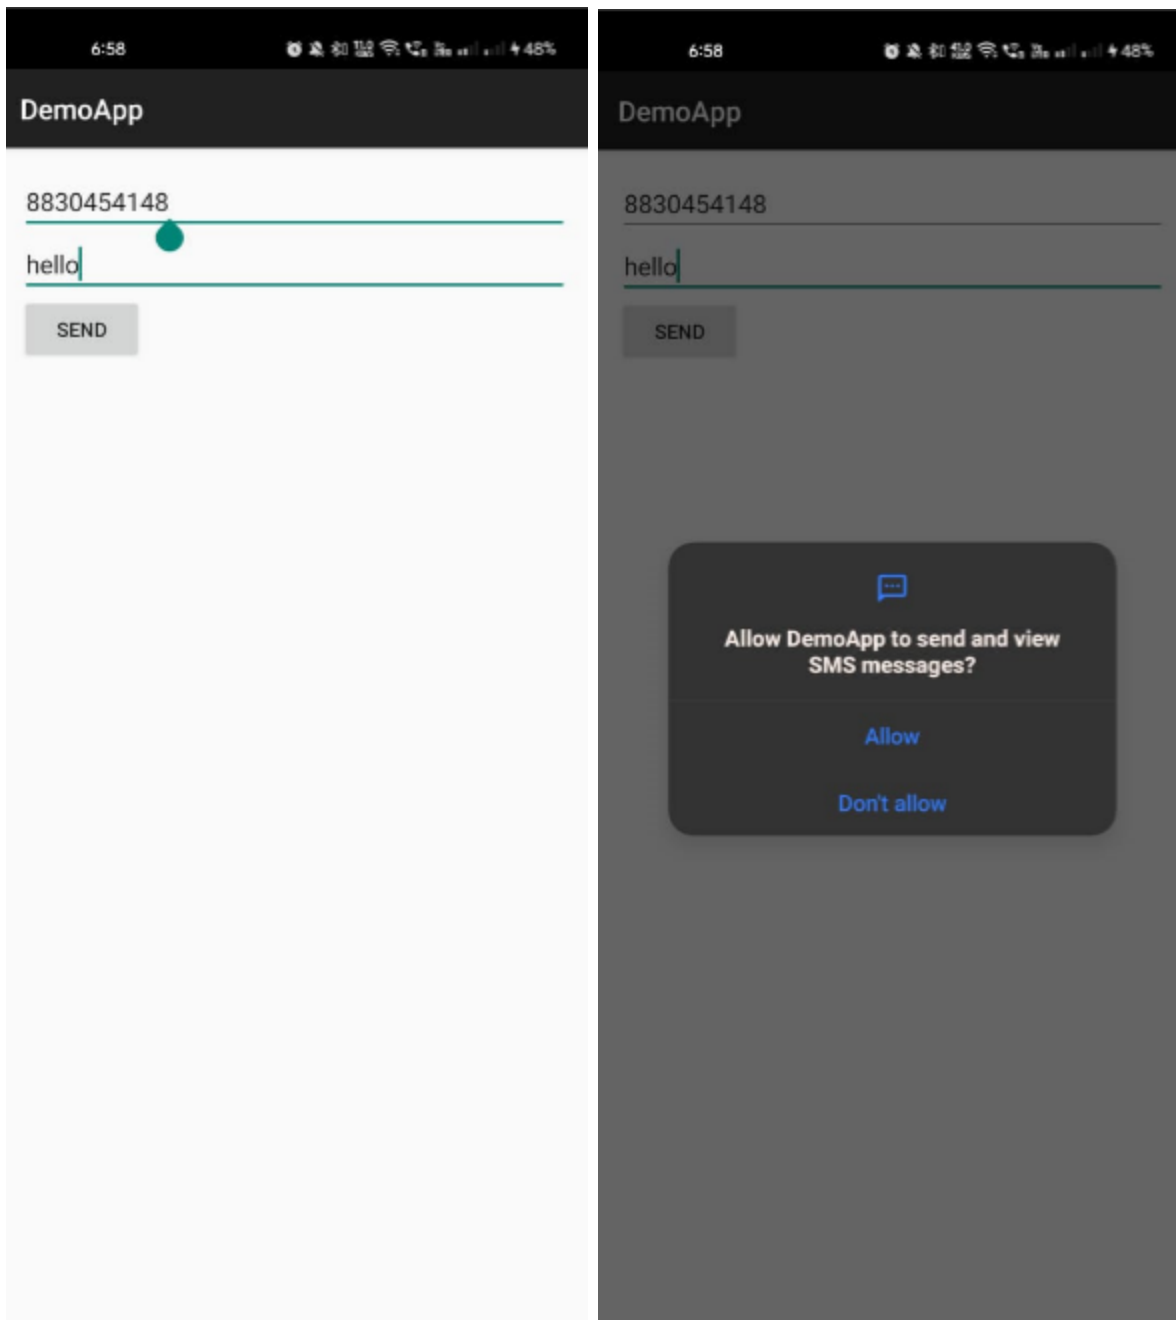 6:58
48%
DemoApp
8830454148
hello
SEND
6:58
48%
DemoApp
8830454148
hello
SEND
Allow DemoApp to send and view
SMS messages?
Allow
Don't allow